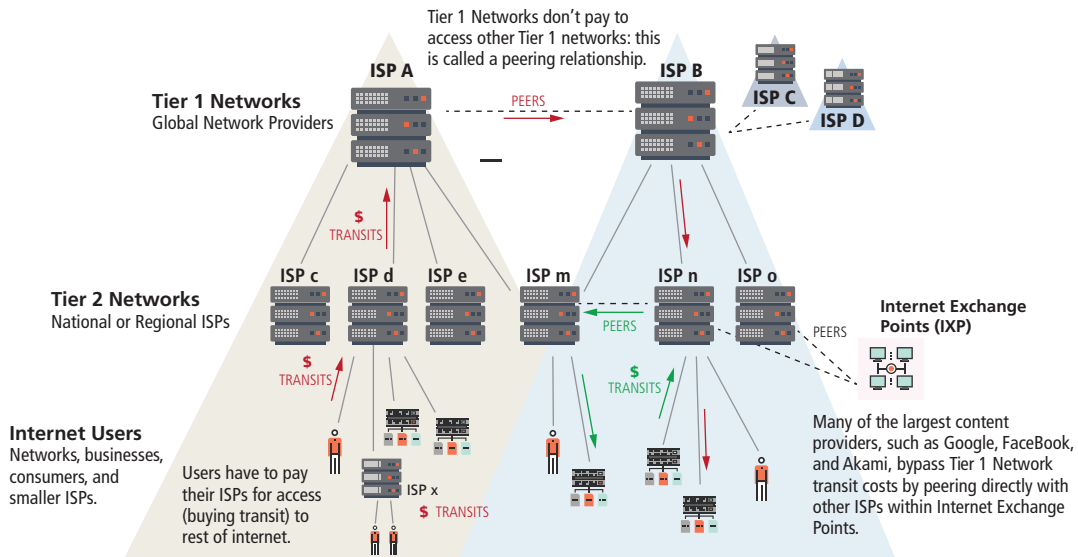 Tier 1 Networks don't pay to
access other Tier 1 networks: this
is called a peering relationship.
ISP A
ISP B
ISP C
ISP D
Tier 1 Networks
Global Network Providers
PEERS
$
TRANSITS
ISP c
ISP d
ISP e
ISP m
ISP n
ISP o
Tier 2 Networks
National or Regional ISPs
PEERS
PEERS
Internet Exchange
Points (IXP)
$
TRANSITS
$
TRANSITS
Internet Users
Networks, businesses,
consumers, and
smaller ISPs.
Users have to pay
their ISPs for access
(buying transit) to
rest of internet.
ISP x
$ TRANSITS
Many of the largest content
providers, such as Google, FaceBook,
and Akami, bypass Tier 1 Network
transit costs by peering directly with
other ISPs within Internet Exchange
Points.